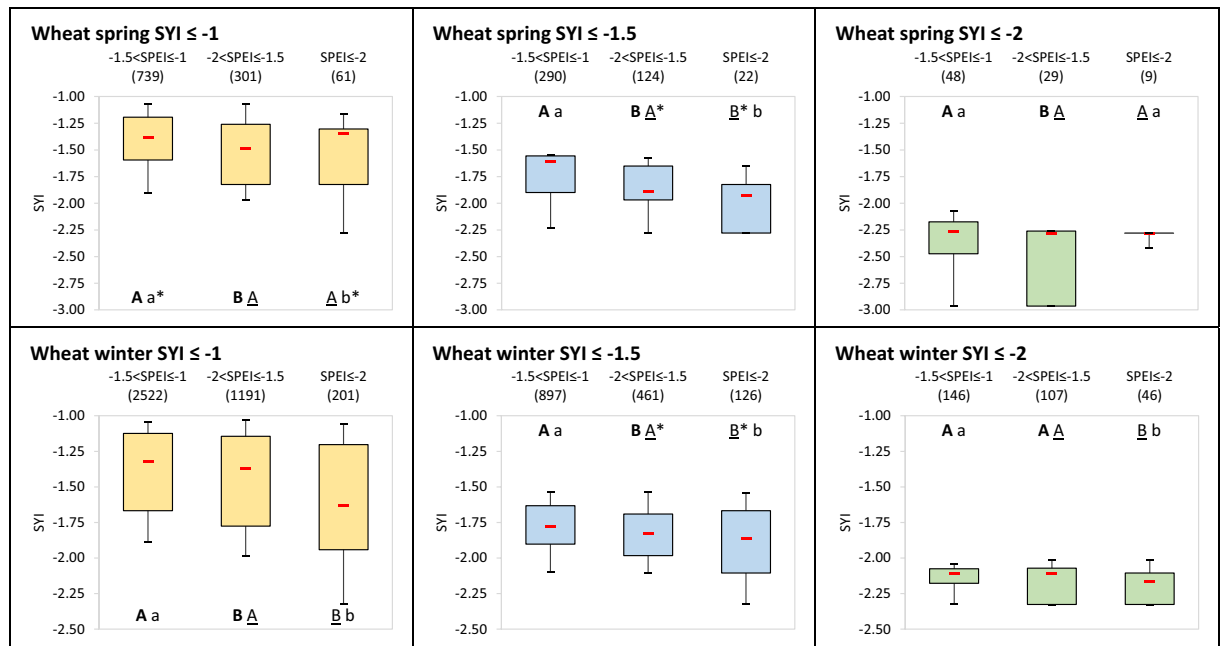 Wheat spring SYI ≤ -1
-1.5<SPEI≤-1 -2<SPEI≤-1.5 SPEI≤-2
(739) (301) (61)
-1.00
-1.25
-1.50
-1.75
-2.00
-2.25
-2.50
-2.75
-3.00
SYI
A a* B A A b*
Wheat spring SYI ≤ -1.5
-1.5<SPEI≤-1 -2<SPEI≤-1.5 SPEI≤-2
(290) (124) (22)
-1.00
A a B A* B* b
-1.25
-1.50
-1.75
-2.00
-2.25
-2.50
-2.75
-3.00
SYI
Wheat spring SYI ≤ -2
-1.5<SPEI≤-1 -2<SPEI≤-1.5 SPEI≤-2
(48) (29) (9)
-1.00
A a B A A a
-1.25
-1.50
-1.75
-2.00
-2.25
-2.50
-2.75
-3.00
SYI
Wheat winter SYI ≤ -1
-1.5<SPEI≤-1 -2<SPEI≤-1.5 SPEI≤-2
(2522) (1191) (201)
-1.00
-1.25
-1.50
-1.75
-2.00
-2.25
-2.50
SYI
A a B A B b
Wheat winter SYI ≤ -1.5
-1.5<SPEI≤-1 -2<SPEI≤-1.5 SPEI≤-2
(897) (461) (126)
-1.00
A a B A* B* b
-1.25
-1.50
-1.75
-2.00
-2.25
-2.50
SYI
Wheat winter SYI ≤ -2
-1.5<SPEI≤-1 -2<SPEI≤-1.5 SPEI≤-2
(146) (107) (46)
-1.00
A a A A B b
-1.25
-1.50
-1.75
-2.00
-2.25
-2.50
SYI